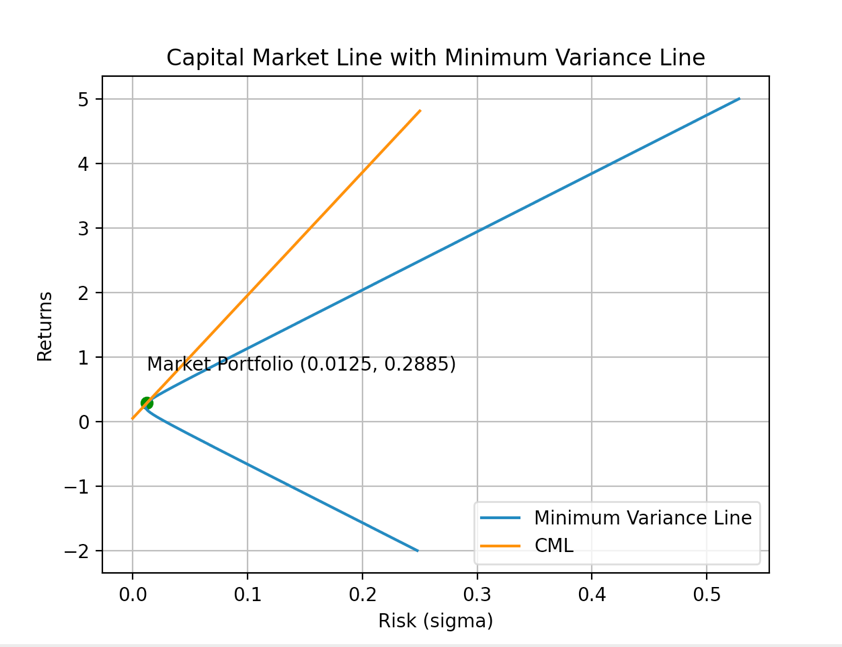 Capital Market Line with Minimum Variance Line
5
4
3
2
1
0
−1
−2
Returns
Market Portfolio (0.0125, 0.2885)
Minimum Variance Line
CML
0.0 0.1 0.2 0.3 0.4 0.5
Risk (sigma)